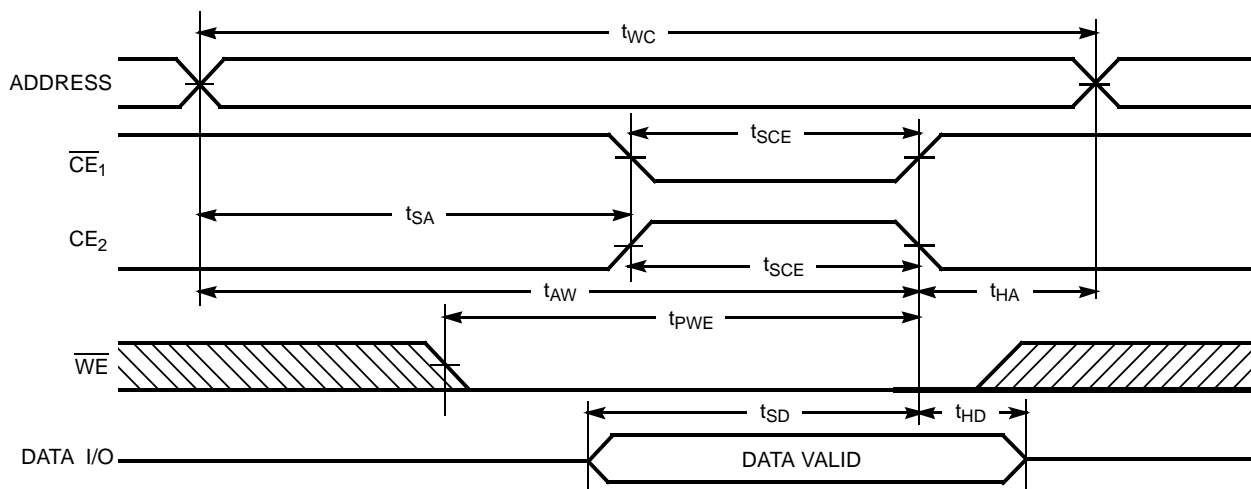 tWC
ADDRESS
tSCE
CE1
tSA
CE2
tSCE
tAW
tHA
tPWE
WE
tSD
tHD
DATA I/O
DATA VALID